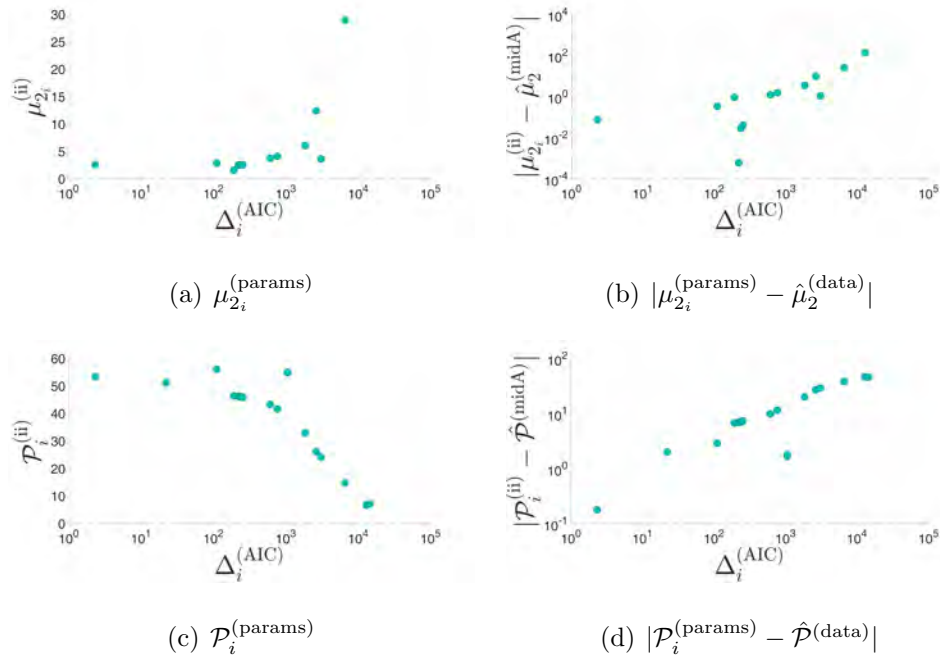 μ_{2_i}^{(ii)}
30
25
20
15
10
5
0
10^0 10^1 10^2 10^3 10^4 10^5
Δ_i^{(AIC)}
(a) μ_{2_i}^{(params)}
|μ_{2_i}^{(ii)} − μ̂_2^{(midA)}|
10^4
10^2
10^0
10^{-2}
10^{-4}
10^0 10^1 10^2 10^3 10^4 10^5
Δ_i^{(AIC)}
(b) |μ_{2_i}^{(params)} − μ̂_2^{(data)}|
𝒫_i^{(ii)}
60
50
40
30
20
10
0
10^0 10^1 10^2 10^3 10^4 10^5
Δ_i^{(AIC)}
(c) 𝒫_i^{(params)}
|𝒫_i^{(ii)} − 𝒫̂^{(midA)}|
10^2
10^1
10^0
10^{-1}
10^0 10^1 10^2 10^3 10^4 10^5
Δ_i^{(AIC)}
(d) |𝒫_i^{(params)} − 𝒫̂^{(data)}|